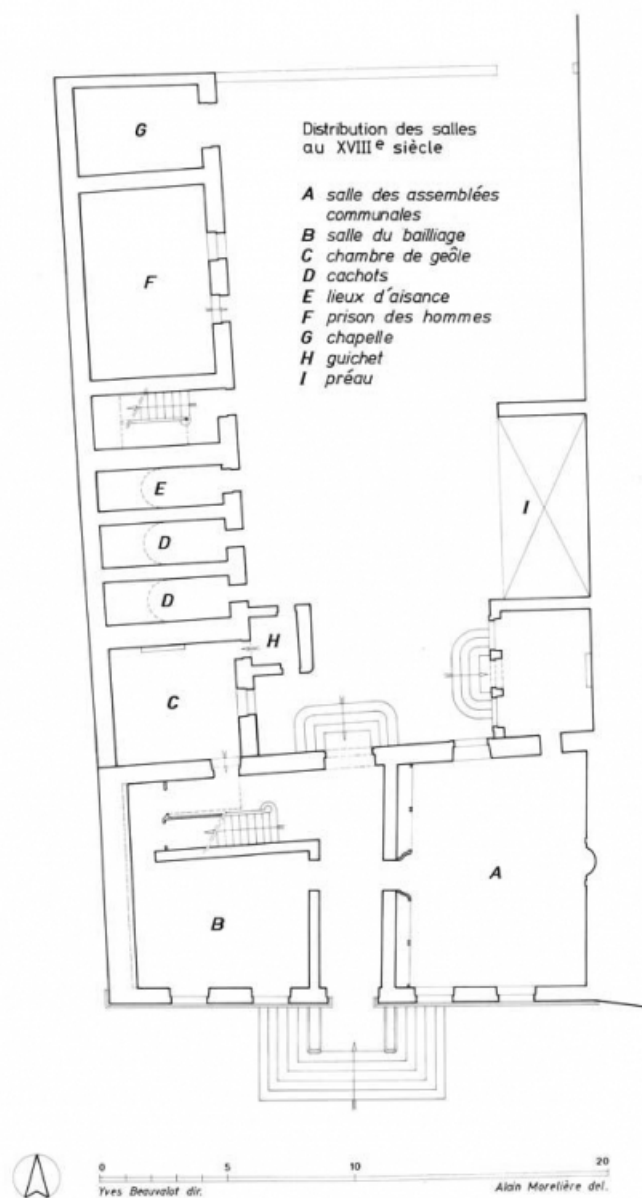 Distribution des salles
au XVIIIe siècle
A salle des assemblées
communales
B salle du bailliage
C chambre de geôle
D cachots
E lieux d'aisance
F prison des hommes
G chapelle
H guichet
I préau
G
F
E
D
D
H
I
C
A
B
0 5 10 20
Yves Beauvalot dir. Alain Morelière del.